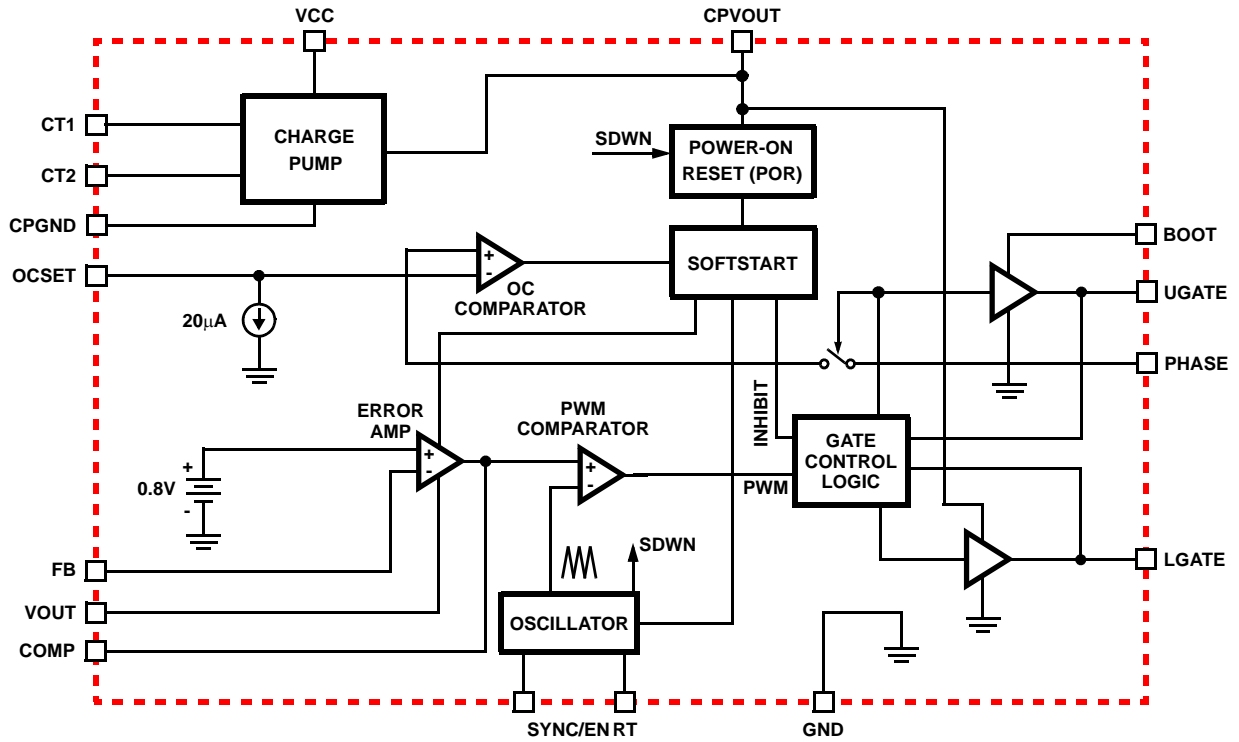 VCC
CPVOUT
CT1
CHARGE
PUMP
SDWN
POWER-ON
RESET (POR)
CT2
CPGND
BOOT
OCSET
+
-
OC
COMPARATOR
SOFTSTART
UGATE
20μA
PHASE
INHIBIT
ERROR
AMP
PWM
COMPARATOR
GATE
CONTROL
LOGIC
+
0.8V
-
+
-
+
-
PWM
SDWN
FB
LGATE
VOUT
OSCILLATOR
COMP
SYNC/EN
RT
GND